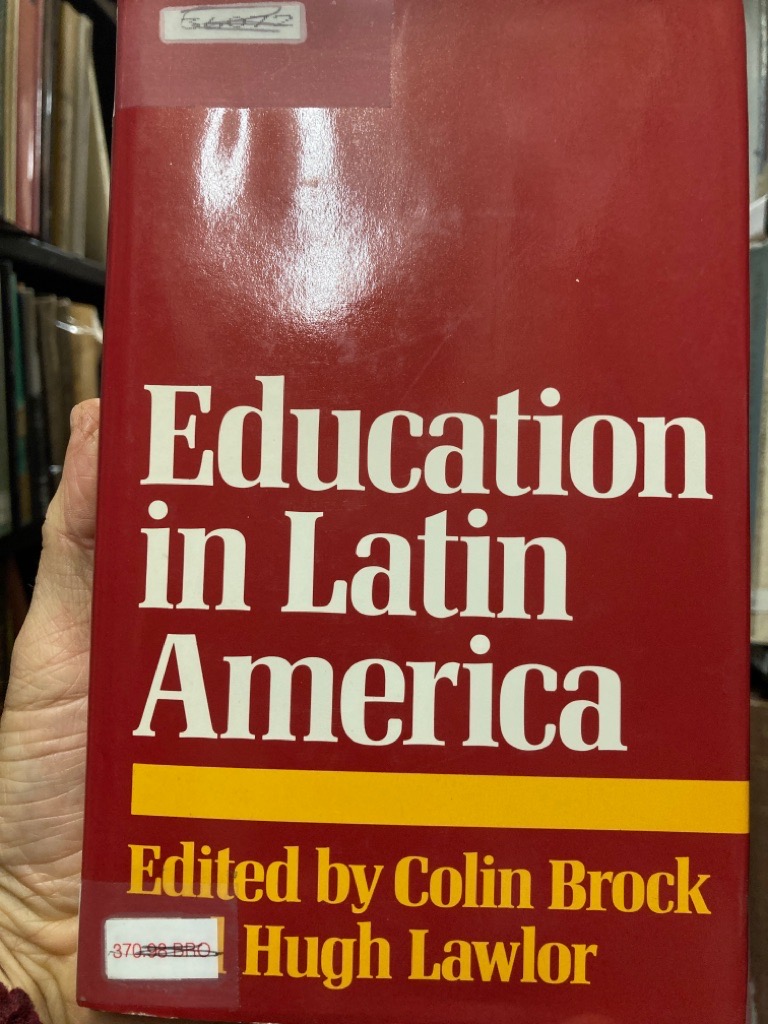 Education
in Latin
America
Edited by Colin Brock
Hugh Lawlor
370.98 BRO